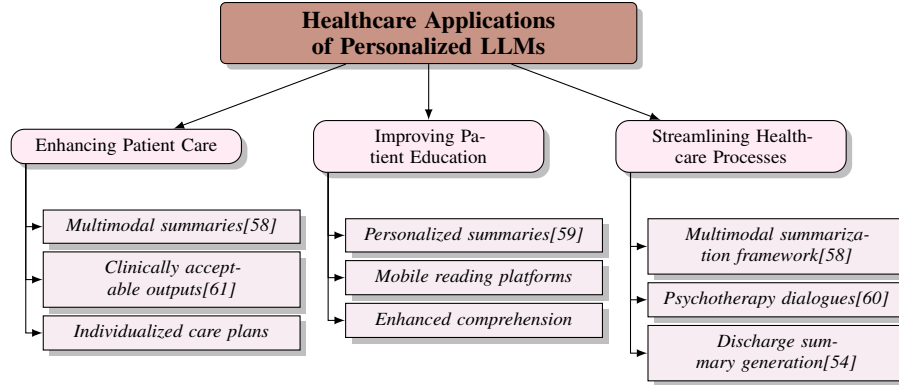 Healthcare Applications
of Personalized LLMs
Enhancing Patient Care
Multimodal summaries[58]
Clinically accept-
able outputs[61]
Individualized care plans
Improving Pa-
tient Education
Personalized summaries[59]
Mobile reading platforms
Enhanced comprehension
Streamlining Health-
care Processes
Multimodal summariza-
tion framework[58]
Psychotherapy dialogues[60]
Discharge sum-
mary generation[54]